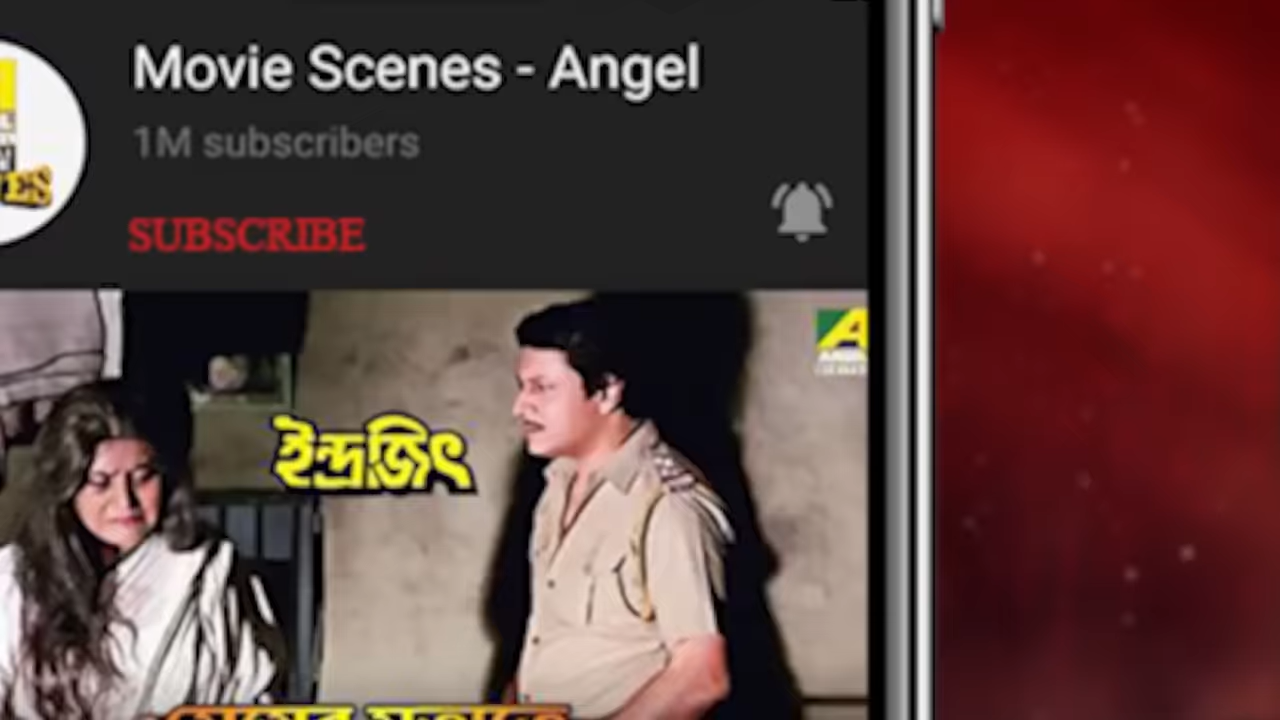 Movie Scenes - Angel
1M subscribers
SUBSCRIBE
ইন্দ্রজিৎ